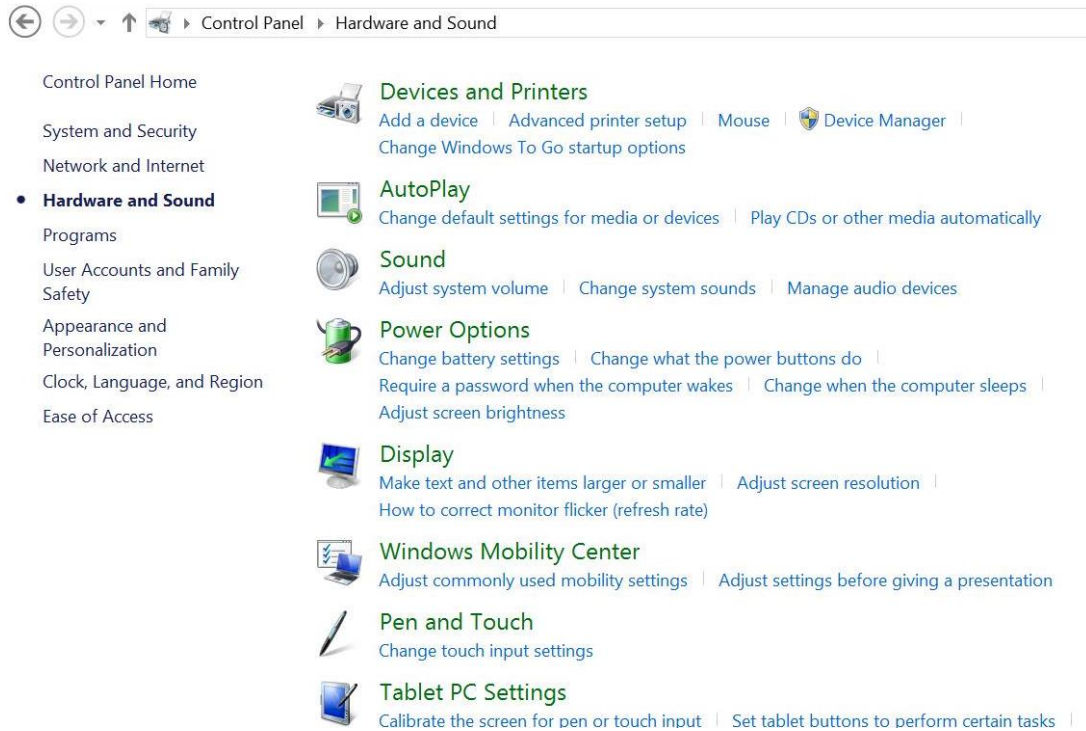 Control Panel Hardware and Sound
Control Panel Home
System and Security
Network and Internet
Hardware and Sound
Programs
User Accounts and Family
Safety
Appearance and
Personalization
Clock, Language, and Region
Ease of Access
Devices and Printers
Add a device Advanced printer setup Mouse Device Manager
Change Windows To Go startup options
AutoPlay
Change default settings for media or devices Play CDs or other media automatically
Sound
Adjust system volume Change system sounds Manage audio devices
Power Options
Change battery settings Change what the power buttons do
Require a password when the computer wakes Change when the computer sleeps
Adjust screen brightness
Display
Make text and other items larger or smaller Adjust screen resolution
How to correct monitor flicker (refresh rate)
Windows Mobility Center
Adjust commonly used mobility settings Adjust settings before giving a presentation
Pen and Touch
Change touch input settings
Tablet PC Settings
Calibrate the screen for pen or touch input Set tablet buttons to perform certain tasks